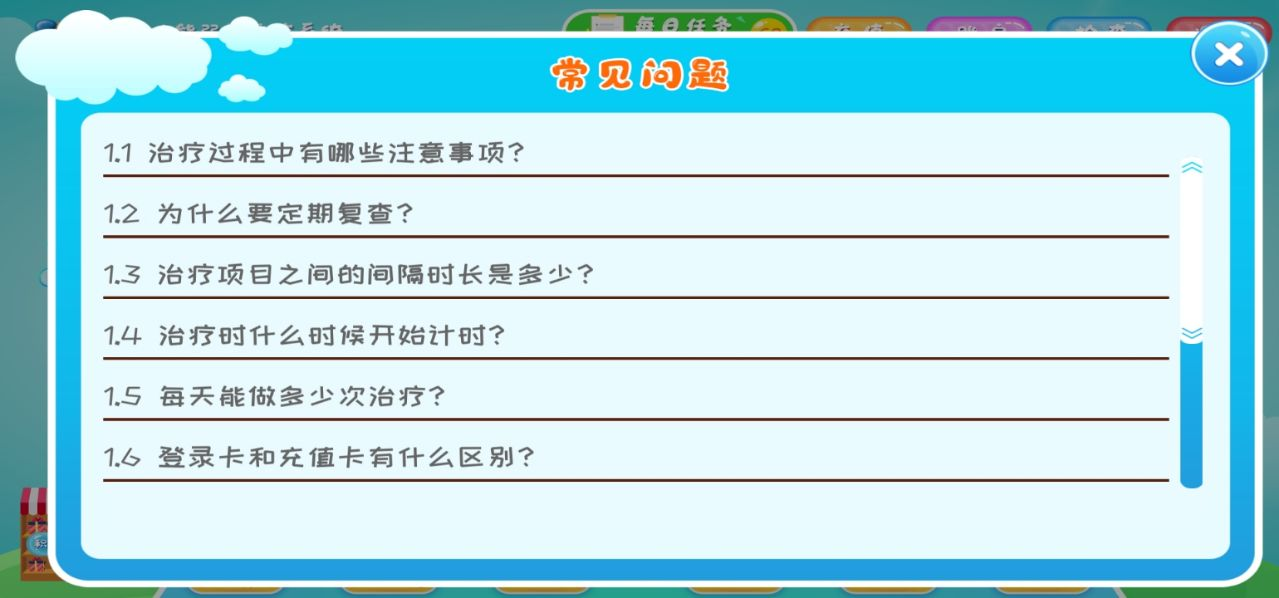 每日任务
常见问题
1.1 治疗过程中有哪些注意事项?
1.2 为什么要定期复查?
1.3 治疗项目之间的间隔时长是多少?
1.4 治疗时什么时候开始计时?
1.5 每天能做多少次治疗?
1.6 登录卡和充值卡有什么区别?